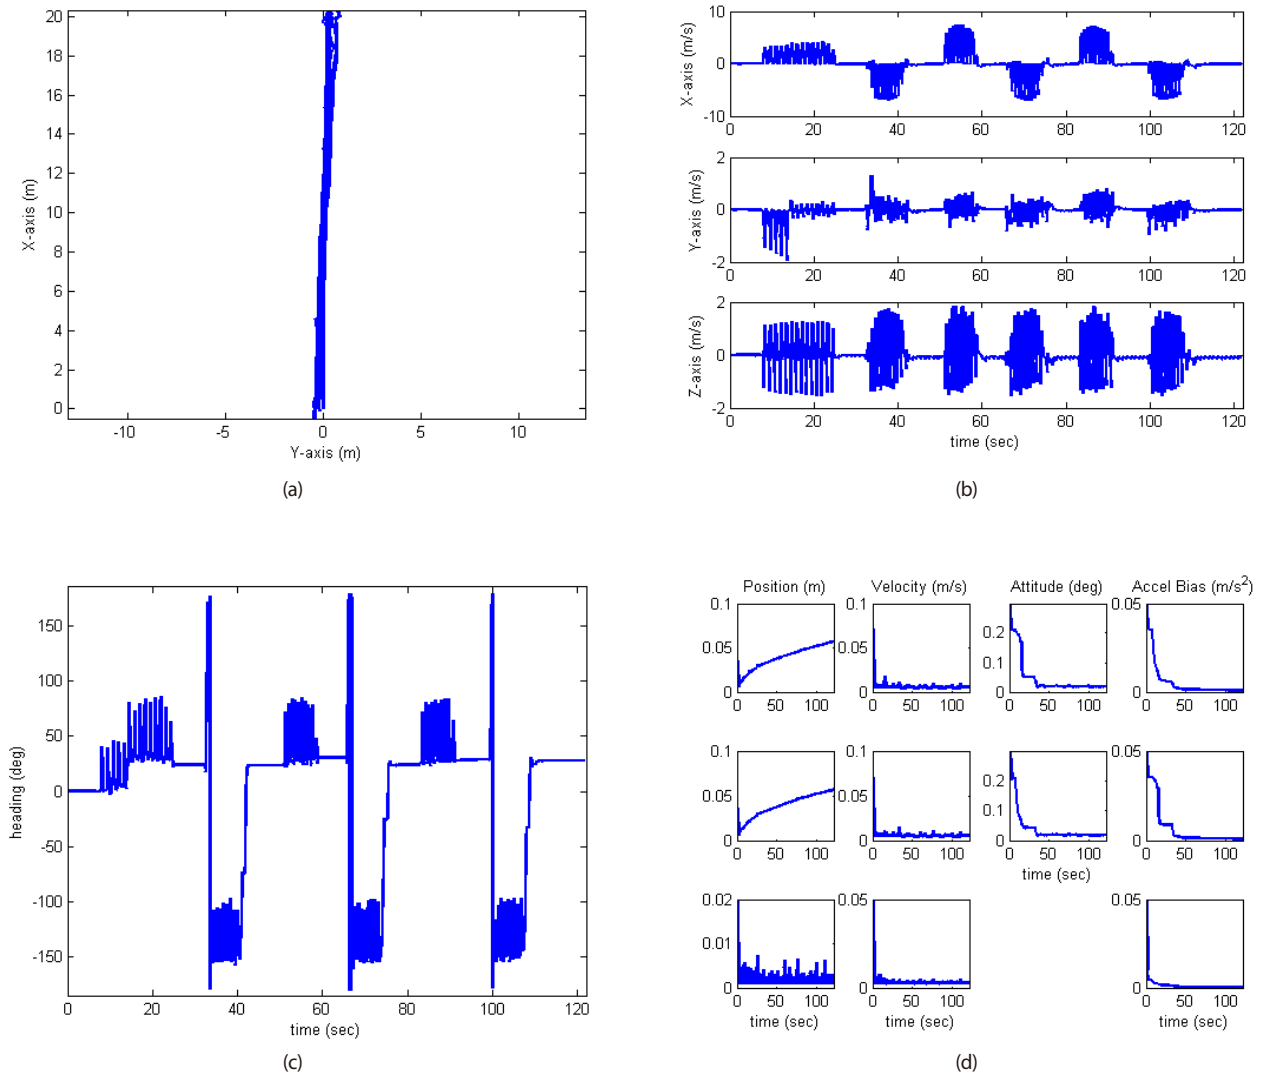 20
18
16
14
12
10
8
6
4
2
0
X-axis (m)
-10 -5 0 5 10
Y-axis (m)
(a)
10
0
-10
X-axis (m/s)
0 20 40 60 80 100 120
2
0
-2
Y-axis (m/s)
0 20 40 60 80 100 120
2
0
-2
Z-axis (m/s)
0 20 40 60 80 100 120
time (sec)
(b)
150
100
50
0
-50
-100
-150
heading (deg)
0 20 40 60 80 100 120
time (sec)
(c)
Position (m) Velocity (m/s) Attitude (deg) Accel Bias (m/s²)
0.1 0.1 0.05
0.2
0.05 0.05
0.1
0 0 0 0
0 50 100 0 50 100 0 50 100 0 50 100
0.1 0.1 0.05
0.2
0.05 0.05
0.1
0 0 0 0
0 50 100 0 50 100 0 50 100 0 50 100
time (sec)
0.02 0.05 0.05
0.01
0 0 0
0 50 100 0 50 100 0 50 100
time (sec) time (sec) time (sec)
(d)